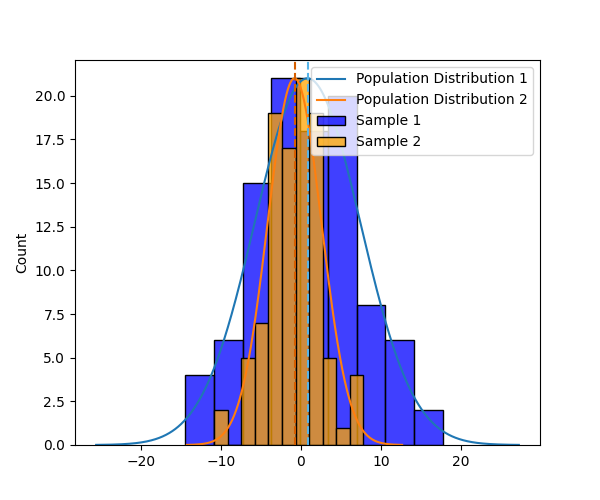 Population Distribution 1
Population Distribution 2
Sample 1
Sample 2
Count
20.0
17.5
15.0
12.5
10.0
7.5
5.0
2.5
0.0
−20 −10 0 10 20